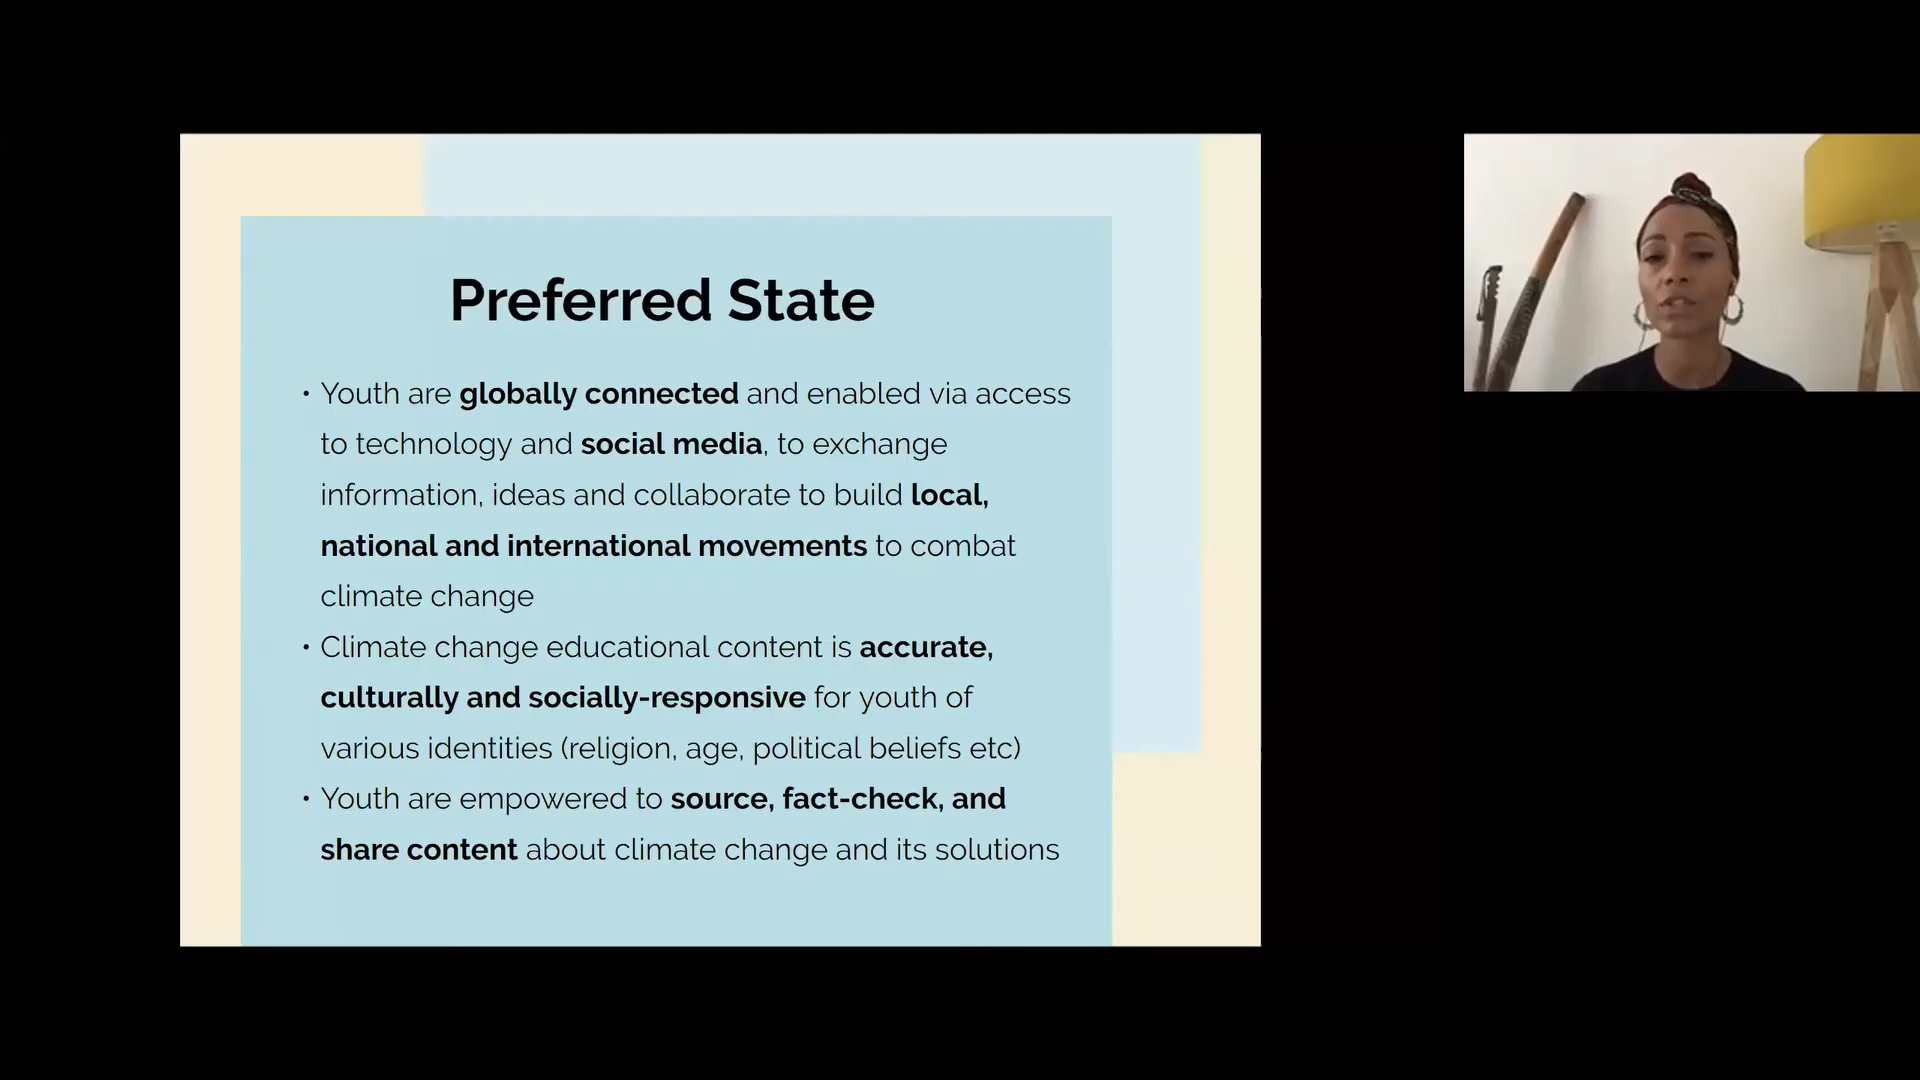 Preferred State
• Youth are globally connected and enabled via access
to technology and social media, to exchange
information, ideas and collaborate to build local,
national and international movements to combat
climate change
• Climate change educational content is accurate,
culturally and socially-responsive for youth of
various identities (religion, age, political beliefs etc)
• Youth are empowered to source, fact-check, and
share content about climate change and its solutions